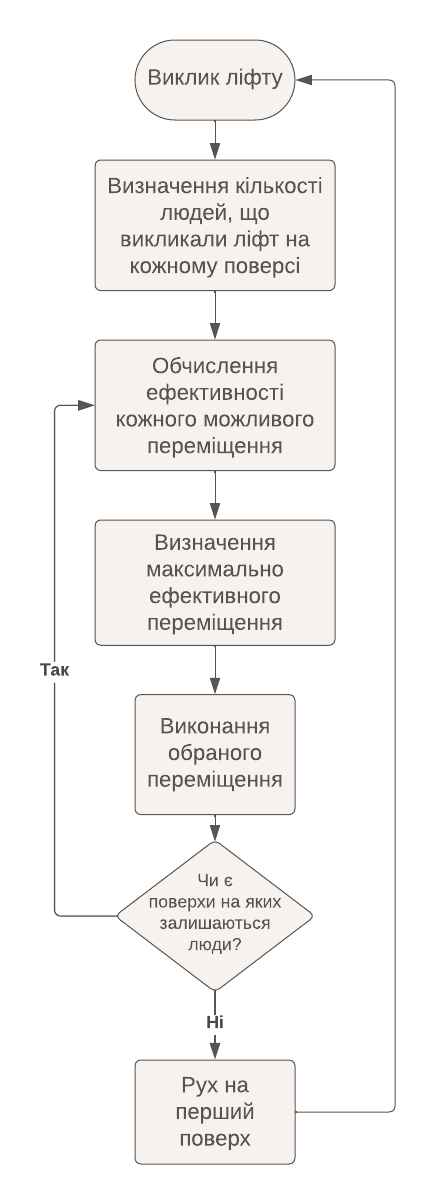 Виклик ліфту
Визначення кількості
людей, що
викликали ліфт на
кожному поверсі
Обчислення
ефективності
кожного можливого
переміщення
Визначення
максимально
ефективного
переміщення
Так
Виконання
обраного
переміщення
Чи є
поверхи на яких
залишаються
люди?
Ні
Рух на
перший
поверх